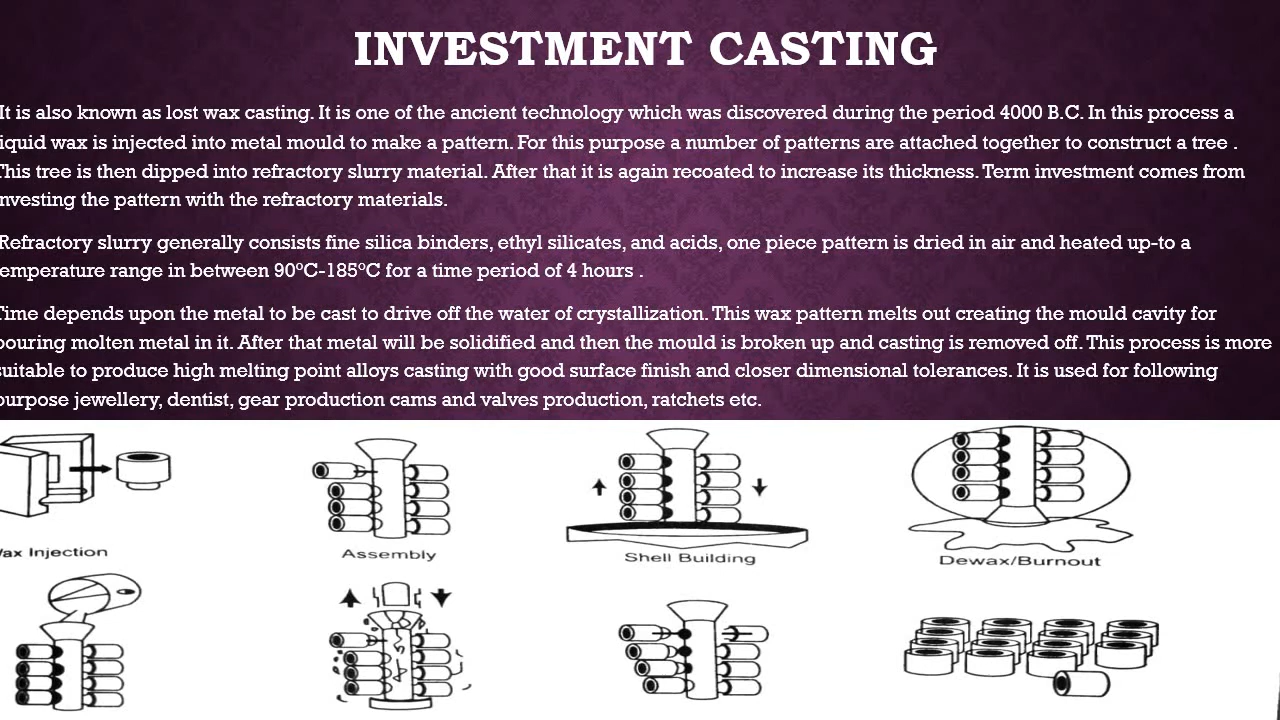 INVESTMENT CASTING
It is also known as lost wax casting. It is one of the ancient technology which was discovered during the period 4000 B.C. In this process a
iquid wax is injected into metal mould to make a pattern. For this purpose a number of patterns are attached together to construct a tree .
This tree is then dipped into refractory slurry material. After that it is again recoated to increase its thickness. Term investment comes from
nvesting the pattern with the refractory materials.
Refractory slurry generally consists fine silica binders, ethyl silicates, and acids, one piece pattern is dried in air and heated up-to a
emperature range in between 90ºC-185ºC for a time period of 4 hours .
Time depends upon the metal to be cast to drive off the water of crystallization. This wax pattern melts out creating the mould cavity for
pouring molten metal in it. After that metal will be solidified and then the mould is broken up and casting is removed off. This process is more
suitable to produce high melting point alloys casting with good surface finish and closer dimensional tolerances. It is used for following
purpose jewellery, dentist, gear production cams and valves production, ratchets etc.
Wax Injection
Assembly
Shell Building
Dewax/Burnout